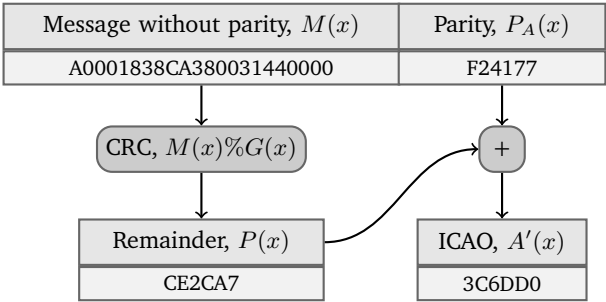 Message without parity, M(x) Parity, P_A(x)
A0001838CA380031440000 F24177
CRC, M(x)%G(x) +
Remainder, P(x) ICAO, A'(x)
CE2CA7 3C6DD0